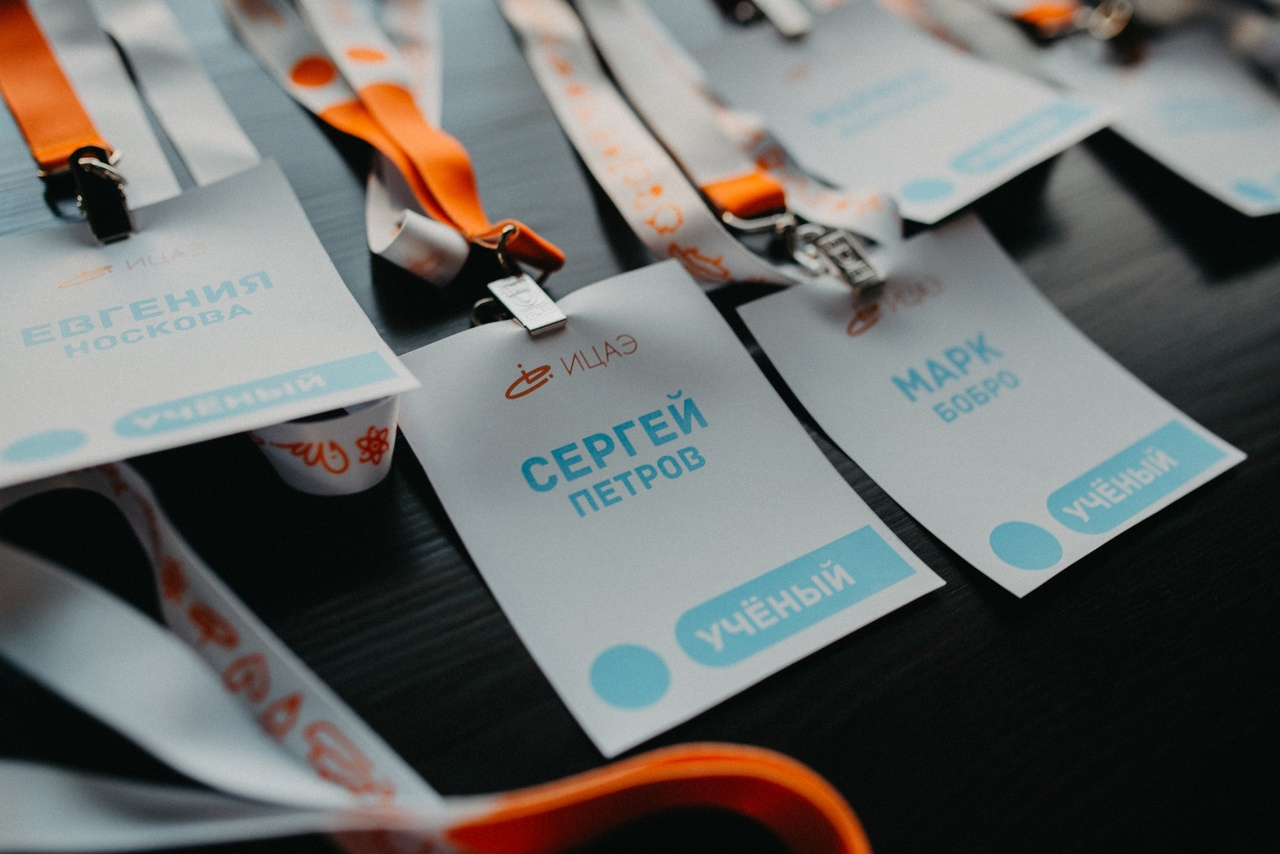 ИЦАЭ
ЕВГЕНИЯ
НОСКОВА
УЧЁНЫЙ
ИЦАЭ
СЕРГЕЙ
ПЕТРОВ
УЧЁНЫЙ
ИЦАЭ
МАРК
БОБРО
УЧЁНЫЙ